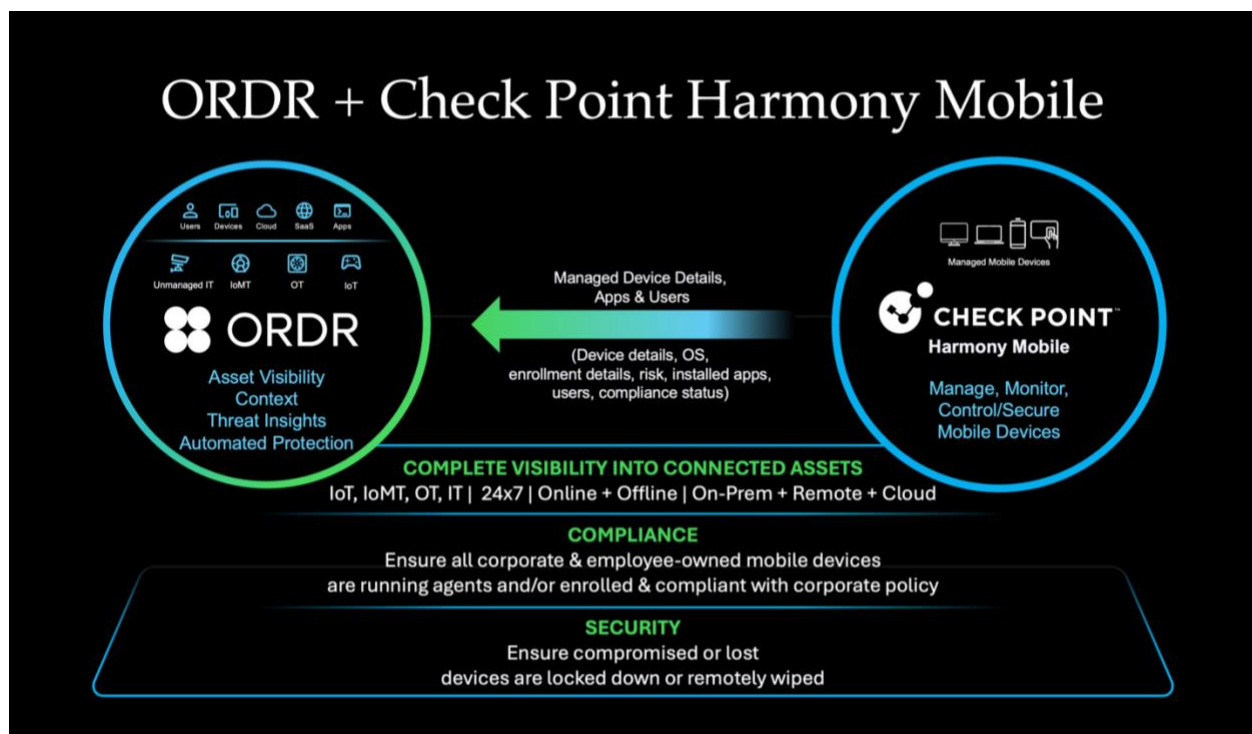 ORDR + Check Point Harmony Mobile
Users Devices Cloud SaaS Apps
Unmanaged IT IoMT OT IoT
ORDR
Asset Visibility
Context
Threat Insights
Automated Protection
Managed Device Details,
Apps & Users
(Device details, OS,
enrollment details, risk, installed apps,
users, compliance status)
Managed Mobile Devices
CHECK POINT™
Harmony Mobile
Manage, Monitor,
Control/Secure
Mobile Devices
COMPLETE VISIBILITY INTO CONNECTED ASSETS
IoT, IoMT, OT, IT | 24x7 | Online + Offline | On-Prem + Remote + Cloud
COMPLIANCE
Ensure all corporate & employee-owned mobile devices
are running agents and/or enrolled & compliant with corporate policy
SECURITY
Ensure compromised or lost
devices are locked down or remotely wiped